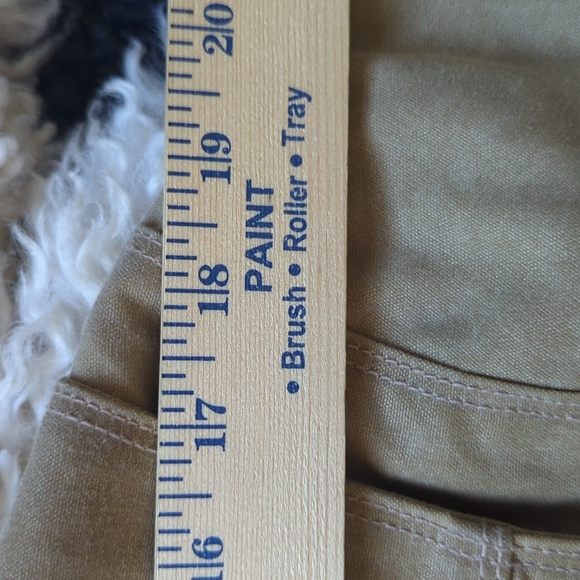 20
19
18
17
16
PAINT
• Brush • Roller • Tray